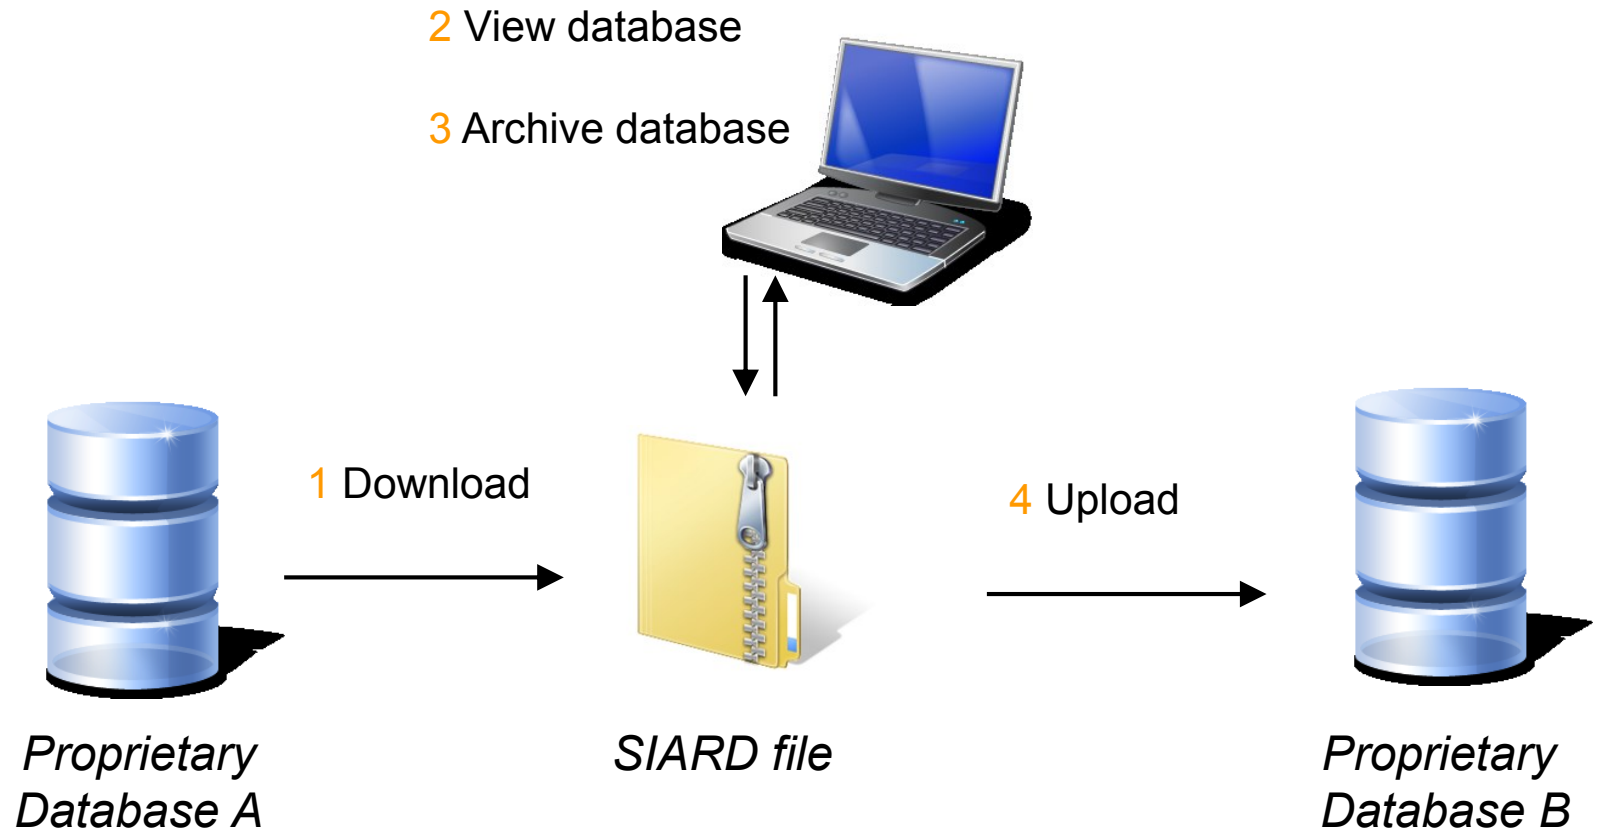 2 View database
3 Archive database
1 Download
4 Upload
Proprietary
Database A
SIARD file
Proprietary
Database B